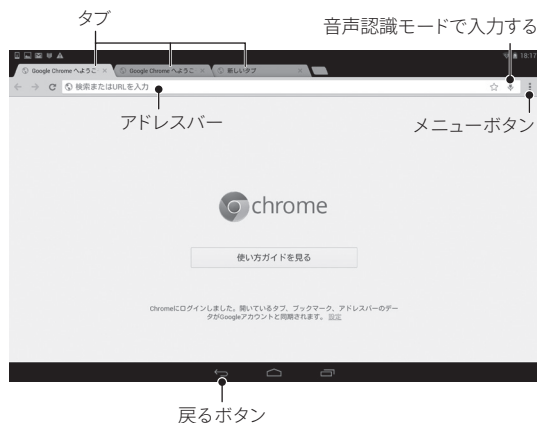 タブ
音声認識モードで入力する
18:17
Google Chrome へようこ × Google Chrome へようこ × 新しいタブ ×
検索またはURLを入力
アドレスバー
メニューボタン
chrome
使い方ガイドを見る
Chromeにログインしました。開いているタブ、ブックマーク、アドレスバーのデー
タがGoogleアカウントと同期されます。 設定
戻るボタン